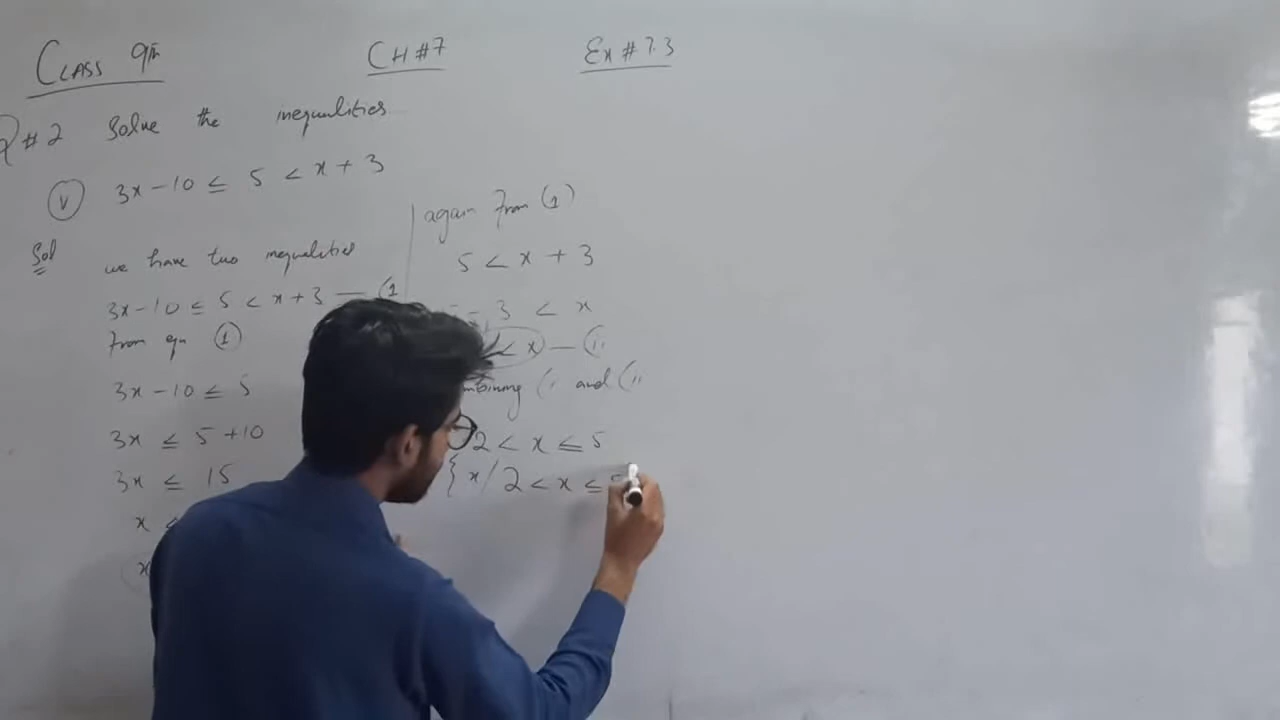 CLASS 9th CH#7 Ex#7.3
Q#2 Solve the inequalities
(v) 3x-10 ≤ 5 < x+3
Sol
we have two inequalities
3x-10 ≤ 5 < x+3 — (1
From eqn (1)
3x-10 ≤ 5
3x ≤ 5+10
3x ≤ 15
x ≤
x
again From (1)
5 < x + 3
- 3 < x
< x — (ii
mbining (i and (ii
2 < x ≤ 5
{x/2 < x ≤ 5